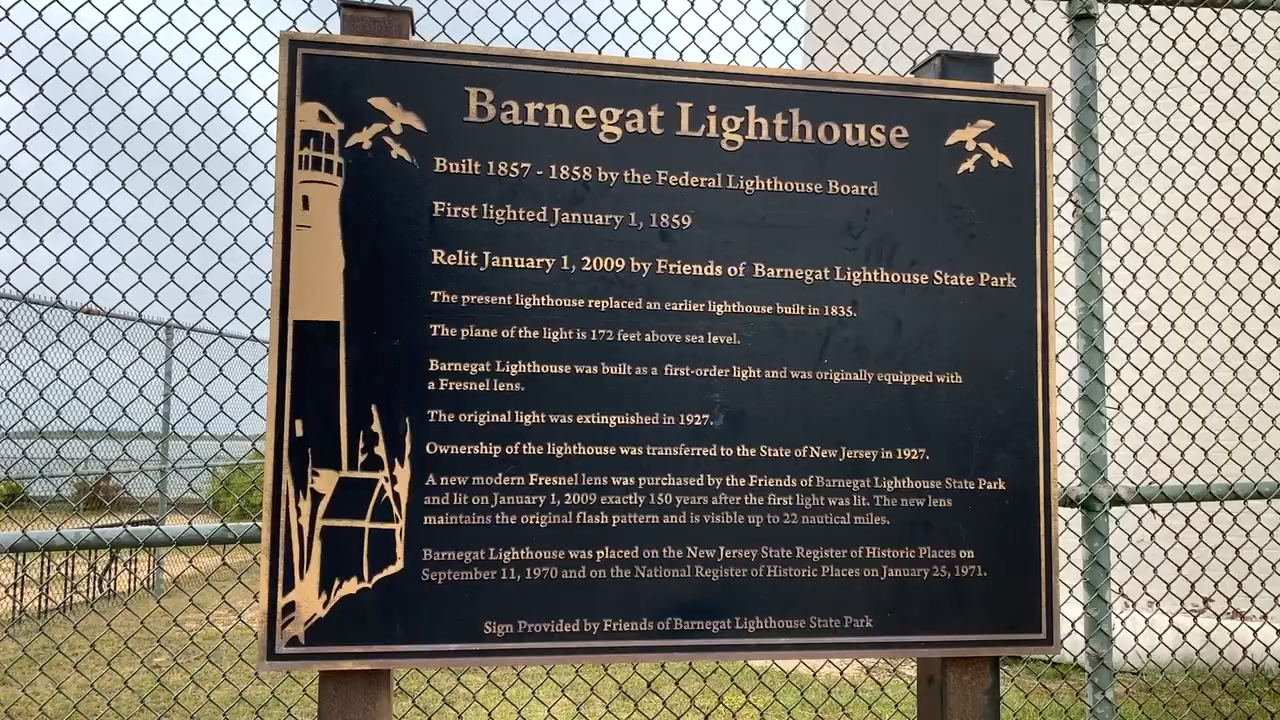 Barnegat Lighthouse
Built 1857 - 1858 by the Federal Lighthouse Board
First lighted January 1, 1859
Relit January 1, 2009 by Friends of Barnegat Lighthouse State Park
The present lighthouse replaced an earlier lighthouse built in 1835.
The plane of the light is 172 feet above sea level.
Barnegat Lighthouse was built as a first-order light and was originally equipped with
a Fresnel lens.
The original light was extinguished in 1927.
Ownership of the lighthouse was transferred to the State of New Jersey in 1927.
A new modern Fresnel lens was purchased by the Friends of Barnegat Lighthouse State Park
and lit on January 1, 2009 exactly 150 years after the first light was lit. The new lens
maintains the original flash pattern and is visible up to 22 nautical miles.
Barnegat Lighthouse was placed on the New Jersey State Register of Historic Places on
September 11, 1970 and on the National Register of Historic Places on January 25, 1971.
Sign Provided by Friends of Barnegat Lighthouse State Park